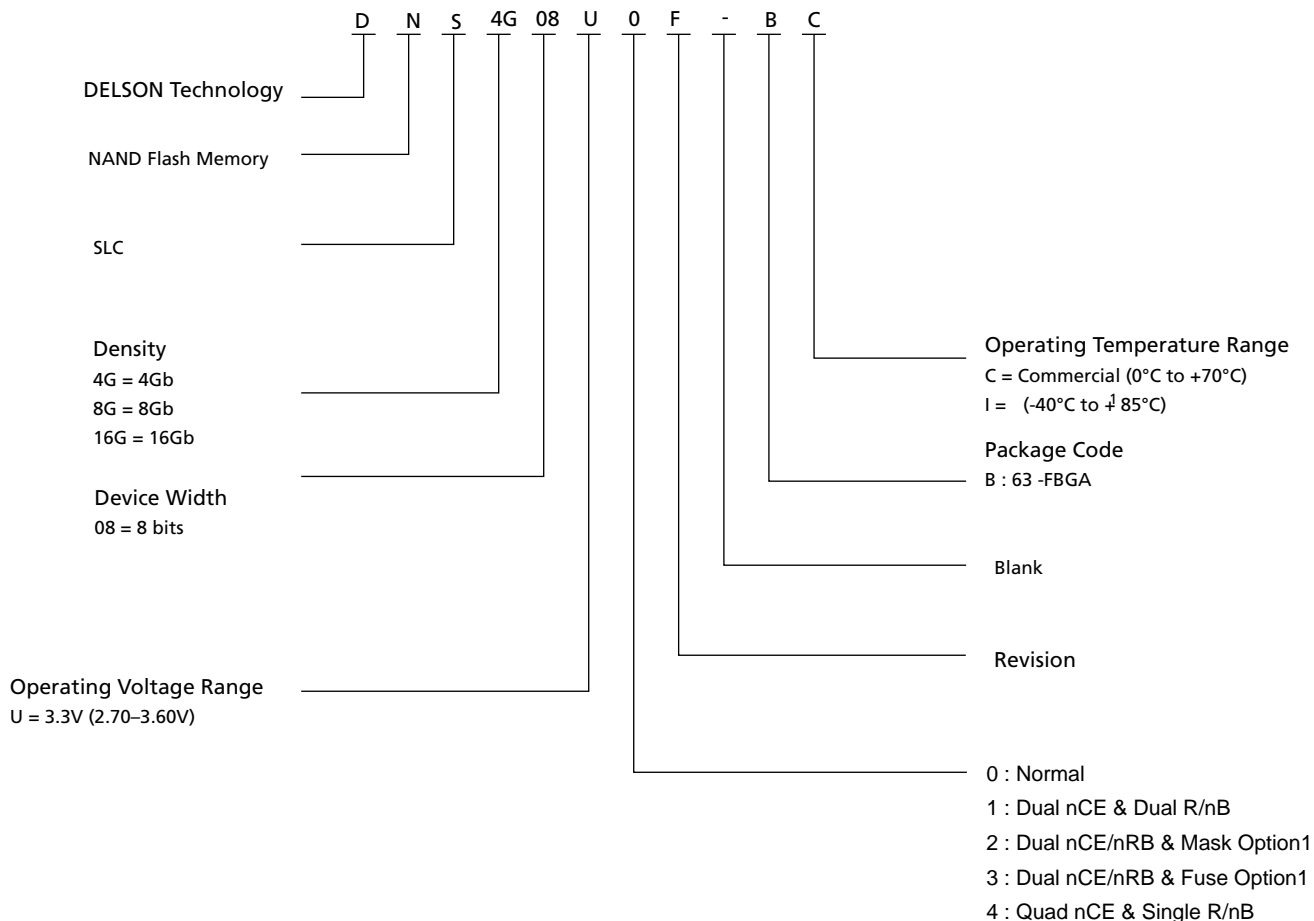 D N S 4G 08 U 0 F - B C
DELSON Technology
NAND Flash Memory
SLC
Density
4G = 4Gb
8G = 8Gb
16G = 16Gb
Device Width
08 = 8 bits
Operating Voltage Range
U = 3.3V (2.70–3.60V)
Operating Temperature Range
C = Commercial (0°C to +70°C)
I = (-40°C to +1 85°C)
Package Code
B : 63 -FBGA
Blank
Revision
0 : Normal
1 : Dual nCE & Dual R/nB
2 : Dual nCE/nRB & Mask Option1
3 : Dual nCE/nRB & Fuse Option1
4 : Quad nCE & Single R/nB